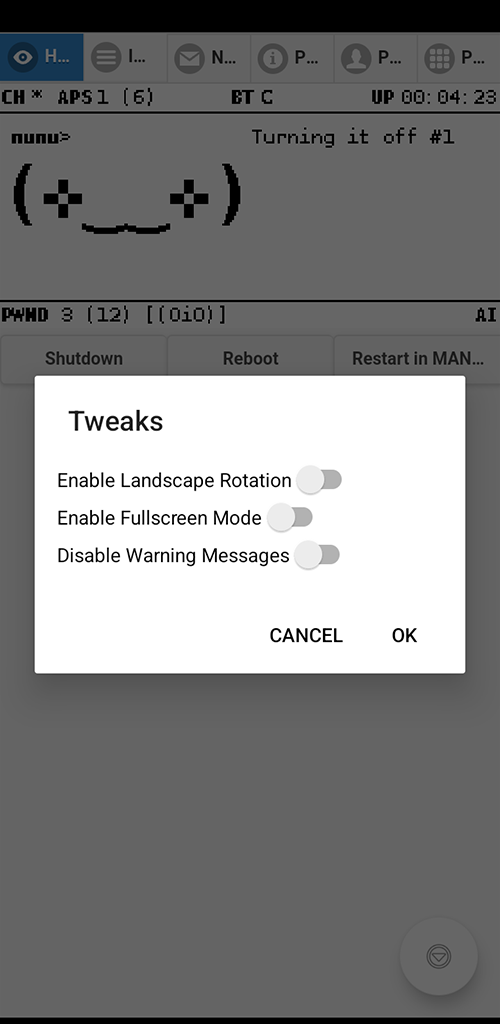 H... I... N... P... P... P...
CH * APS 1 (6) BT C UP 00:04:23
nunu> Turning it off #1
(+__+)
PWND 3 (12) [(0i0)] AI
Shutdown Reboot Restart in MAN...
Tweaks
Enable Landscape Rotation
Enable Fullscreen Mode
Disable Warning Messages
CANCEL OK